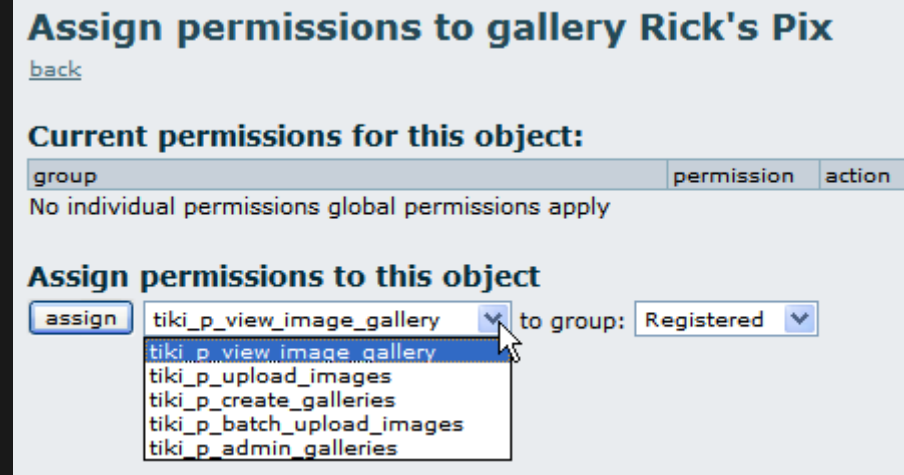 Assign permissions to gallery Rick's Pix
back
Current permissions for this object:
group permission action
No individual permissions global permissions apply
Assign permissions to this object
assign tiki_p_view_image_gallery to group: Registered
tiki_p_view_image_gallery
tiki_p_upload_images
tiki_p_create_galleries
tiki_p_batch_upload_images
tiki_p_admin_galleries